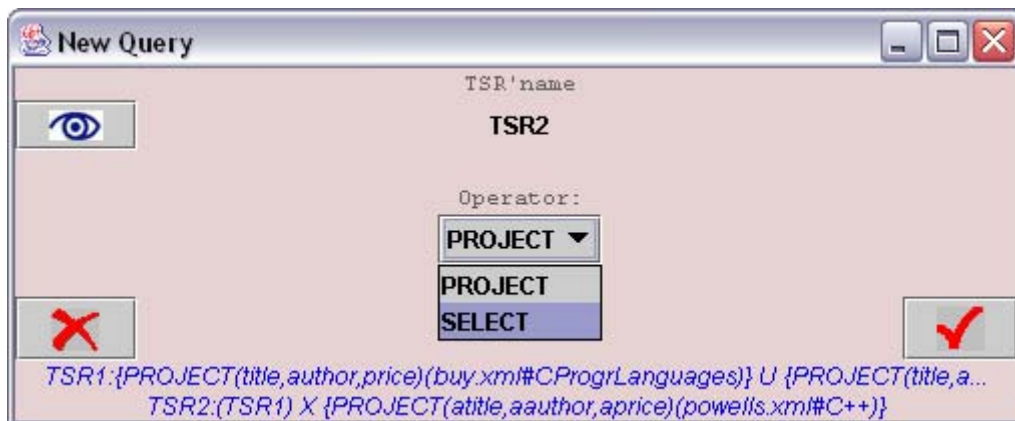 New Query
TSR'name
TSR2
Operator:
PROJECT
PROJECT
SELECT
TSR1:{PROJECT(title,author,price)(buy.xml#CProgrLanguages)} U {PROJECT(title,a...
TSR2:(TSR1) X {PROJECT(atitle,aauthor,aprice)(powells.xml#C++)}